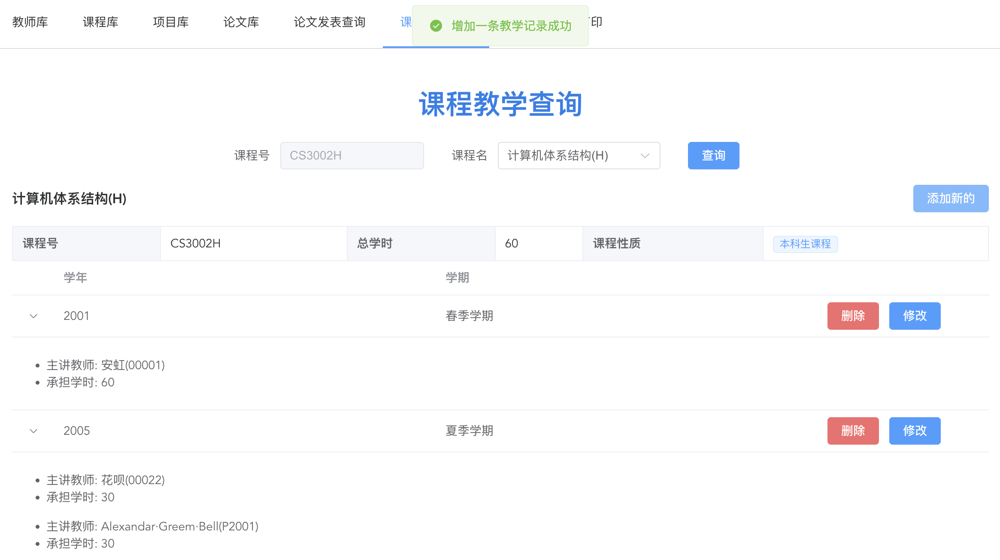 教师库 课程库 项目库 论文库 论文发表查询 课 印
增加一条教学记录成功
课程教学查询
课程号 CS3002H 课程名 计算机体系结构(H) 查询
计算机体系结构(H) 添加新的
课程号 CS3002H 总学时 60 课程性质 本科生课程
学年 学期
2001 春季学期 删除 修改
主讲教师: 安虹(00001)
承担学时: 60
2005 夏季学期 删除 修改
主讲教师: 花呗(00022)
承担学时: 30
主讲教师: Alexandar·Greem·Bell(P2001)
承担学时: 30